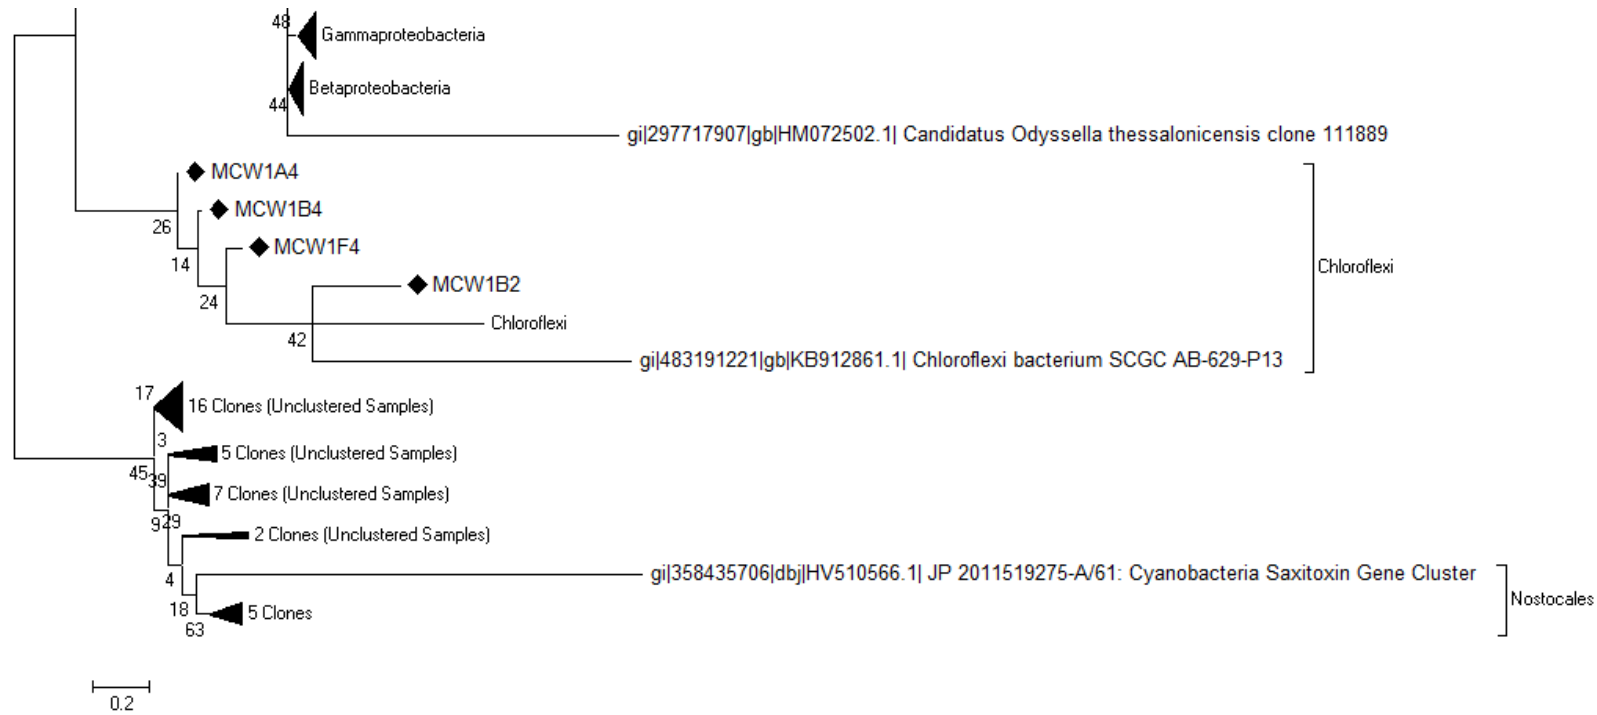 48
Gammaproteobacteria
Betaproteobacteria
44
gi|297717907|gb|HM072502.1| Candidatus Odyssella thessalonicensis clone 111889
MCW1A4
MCW1B4
26
MCW1F4
14
Chloroflexi
MCW1B2
24
Chloroflexi
42
gi|483191221|gb|KB912861.1| Chloroflexi bacterium SCGC AB-629-P13
17
16 Clones (Unclustered Samples)
3
5 Clones (Unclustered Samples)
45
39
7 Clones (Unclustered Samples)
9
29
2 Clones (Unclustered Samples)
gi|358435706|dbj|HV510566.1| JP 2011519275-A/61: Cyanobacteria Saxitoxin Gene Cluster
4
Nostocales
18
5 Clones
63
0.2